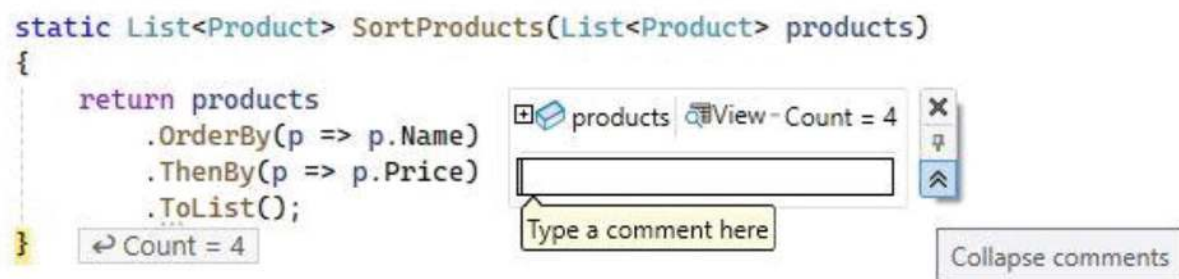 static List<Product> SortProducts(List<Product> products)
{
return products
.OrderBy(p => p.Name)
.ThenBy(p => p.Price)
.ToList();
}
Count = 4
products View - Count = 4
Type a comment here
Collapse comments